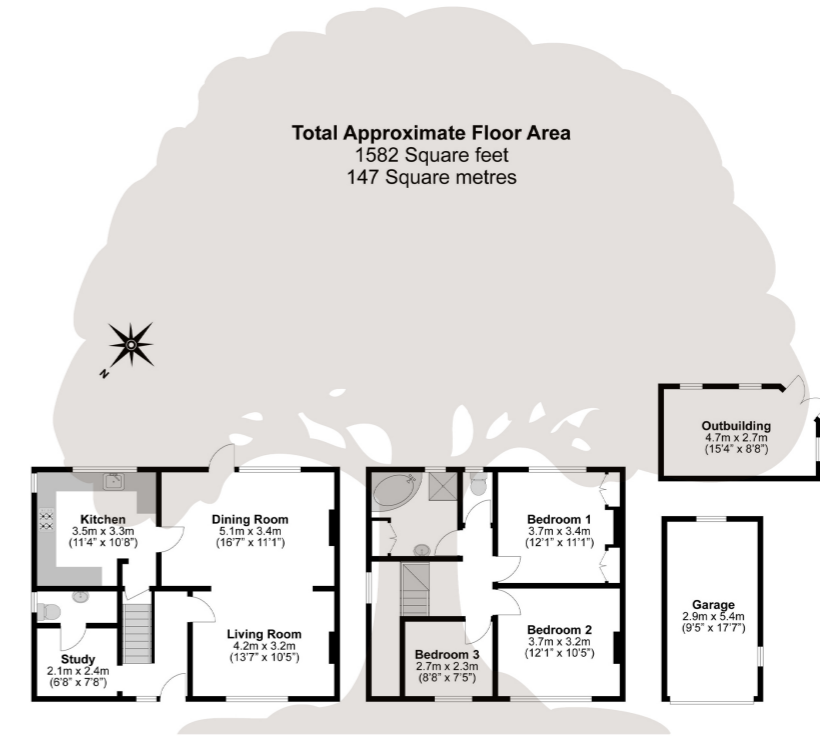 Total Approximate Floor Area
1582 Square feet
147 Square metres
N
Outbuilding
4.7m x 2.7m
(15'4" x 8'8")
Kitchen
3.5m x 3.3m
(11'4" x 10'8")
Dining Room
5.1m x 3.4m
(16'7" x 11'1")
Bedroom 1
3.7m x 3.4m
(12'1" x 11'1")
Garage
2.9m x 5.4m
(9'5" x 17'7")
Study
2.1m x 2.4m
(6'8" x 7'8")
Living Room
4.2m x 3.2m
(13'7" x 10'5")
Bedroom 3
2.7m x 2.3m
(8'8" x 7'5")
Bedroom 2
3.7m x 3.2m
(12'1" x 10'5")